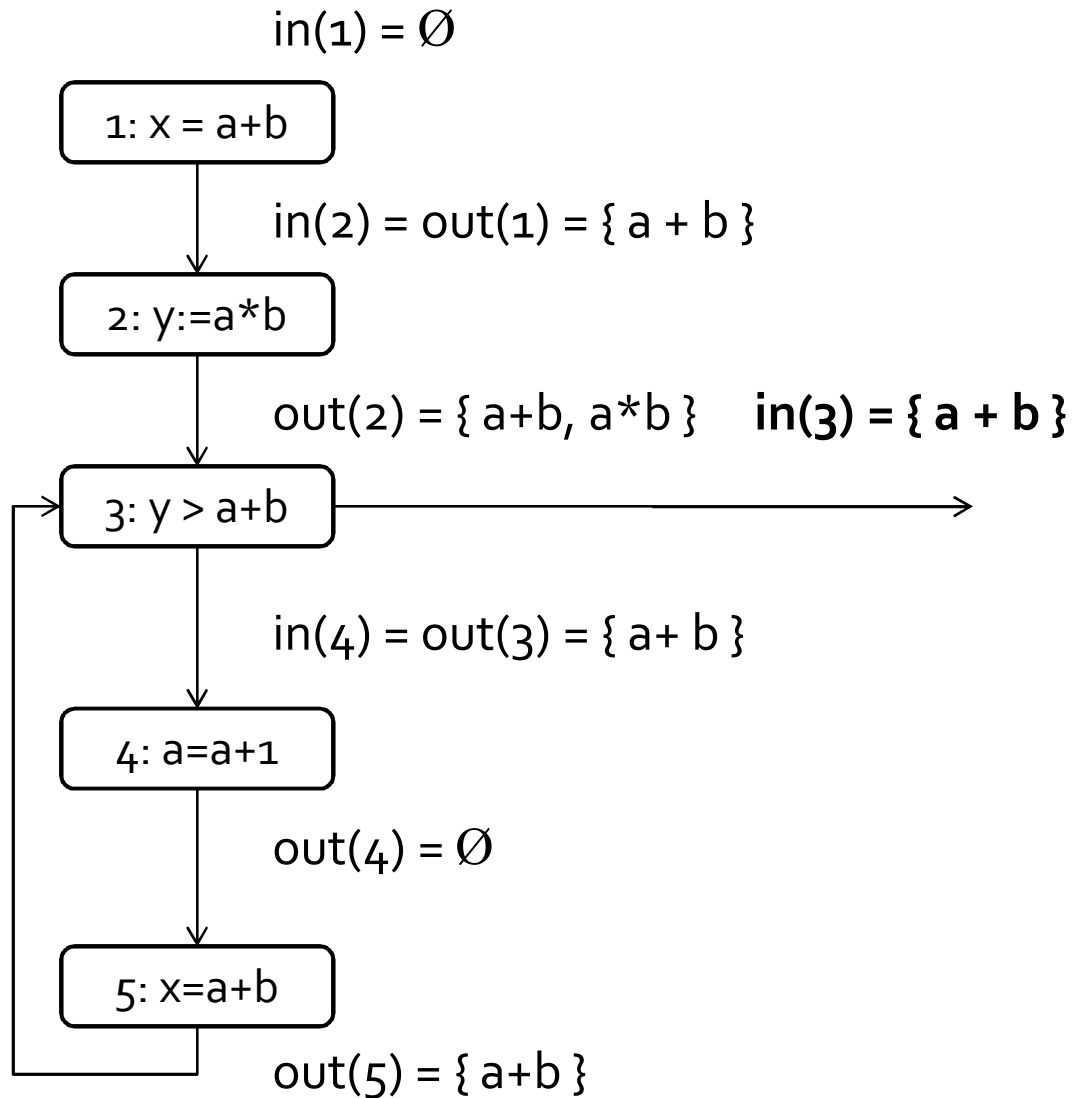 in(1) = Ø
1: x = a+b
in(2) = out(1) = { a + b }
2: y:=a*b
out(2) = { a+b, a*b } in(3) = { a + b }
3: y > a+b
in(4) = out(3) = { a+ b }
4: a=a+1
out(4) = Ø
5: x=a+b
out(5) = { a+b }